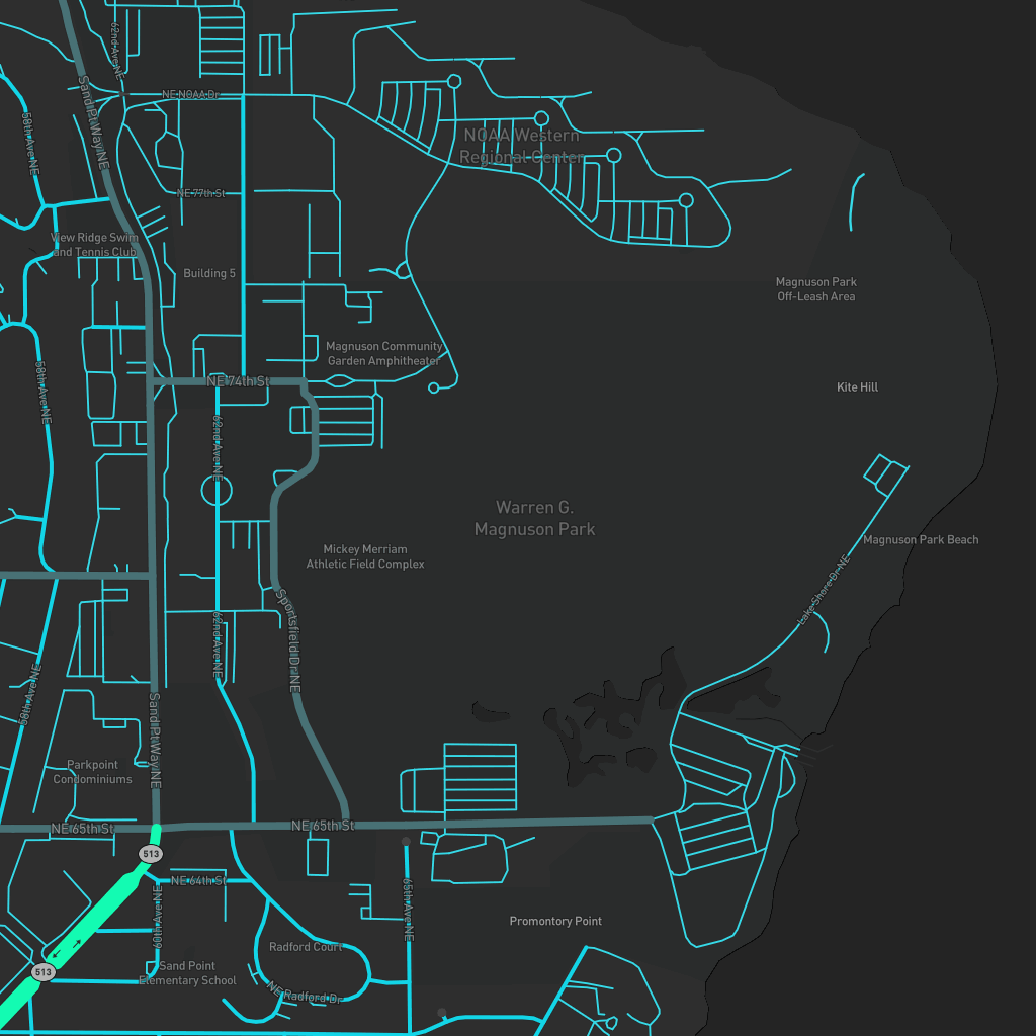 62nd Ave NE
Sand Pt Way NE
NE NOAA Dr
58th Ave NE
NOAA Western
Regional Center
NE 77th St
View Ridge Swim
and Tennis Club
Building 5
Magnuson Park
Off-Leash Area
Magnuson Community
Garden Amphitheater
NE 74th St
58th Ave NE
Kite Hill
62nd Ave NE
Warren G.
Magnuson Park
Magnuson Park Beach
Mickey Merriam
Athletic Field Complex
Lake Shore Dr NE
Sportsfield Dr NE
62nd Ave NE
58th Ave NE
Sand Pt Way NE
Parkpoint
Condominiums
NE 65th St
NE 65th St
513
NE 64th St
60th Ave NE
65th Ave NE
Promontory Point
Radford Court
513
Sand Point
Elementary School
NE Radford Dr